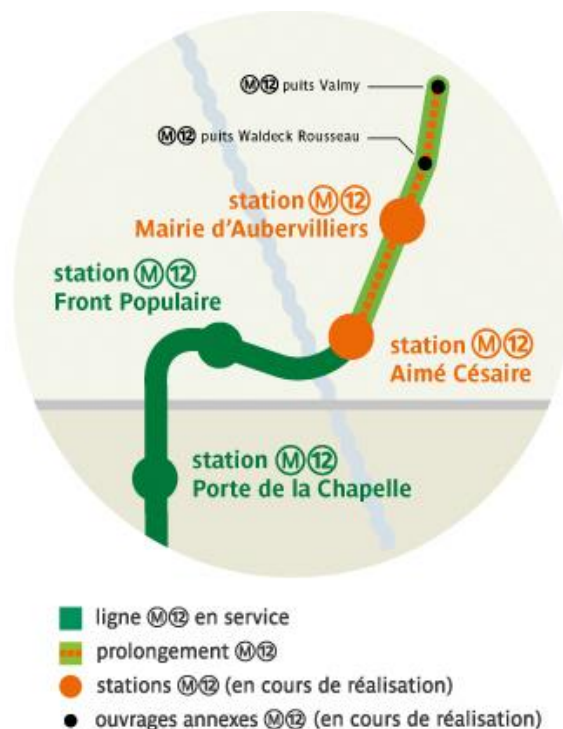 Ⓜ⑫ puits Valmy
Ⓜ⑫ puits Waldeck Rousseau
station Ⓜ⑫
Mairie d'Aubervilliers
station Ⓜ⑫
Front Populaire
station Ⓜ⑫
Aimé Césaire
station Ⓜ⑫
Porte de la Chapelle
ligne Ⓜ⑫ en service
prolongement Ⓜ⑫
stations Ⓜ⑫ (en cours de réalisation)
ouvrages annexes Ⓜ⑫ (en cours de réalisation)